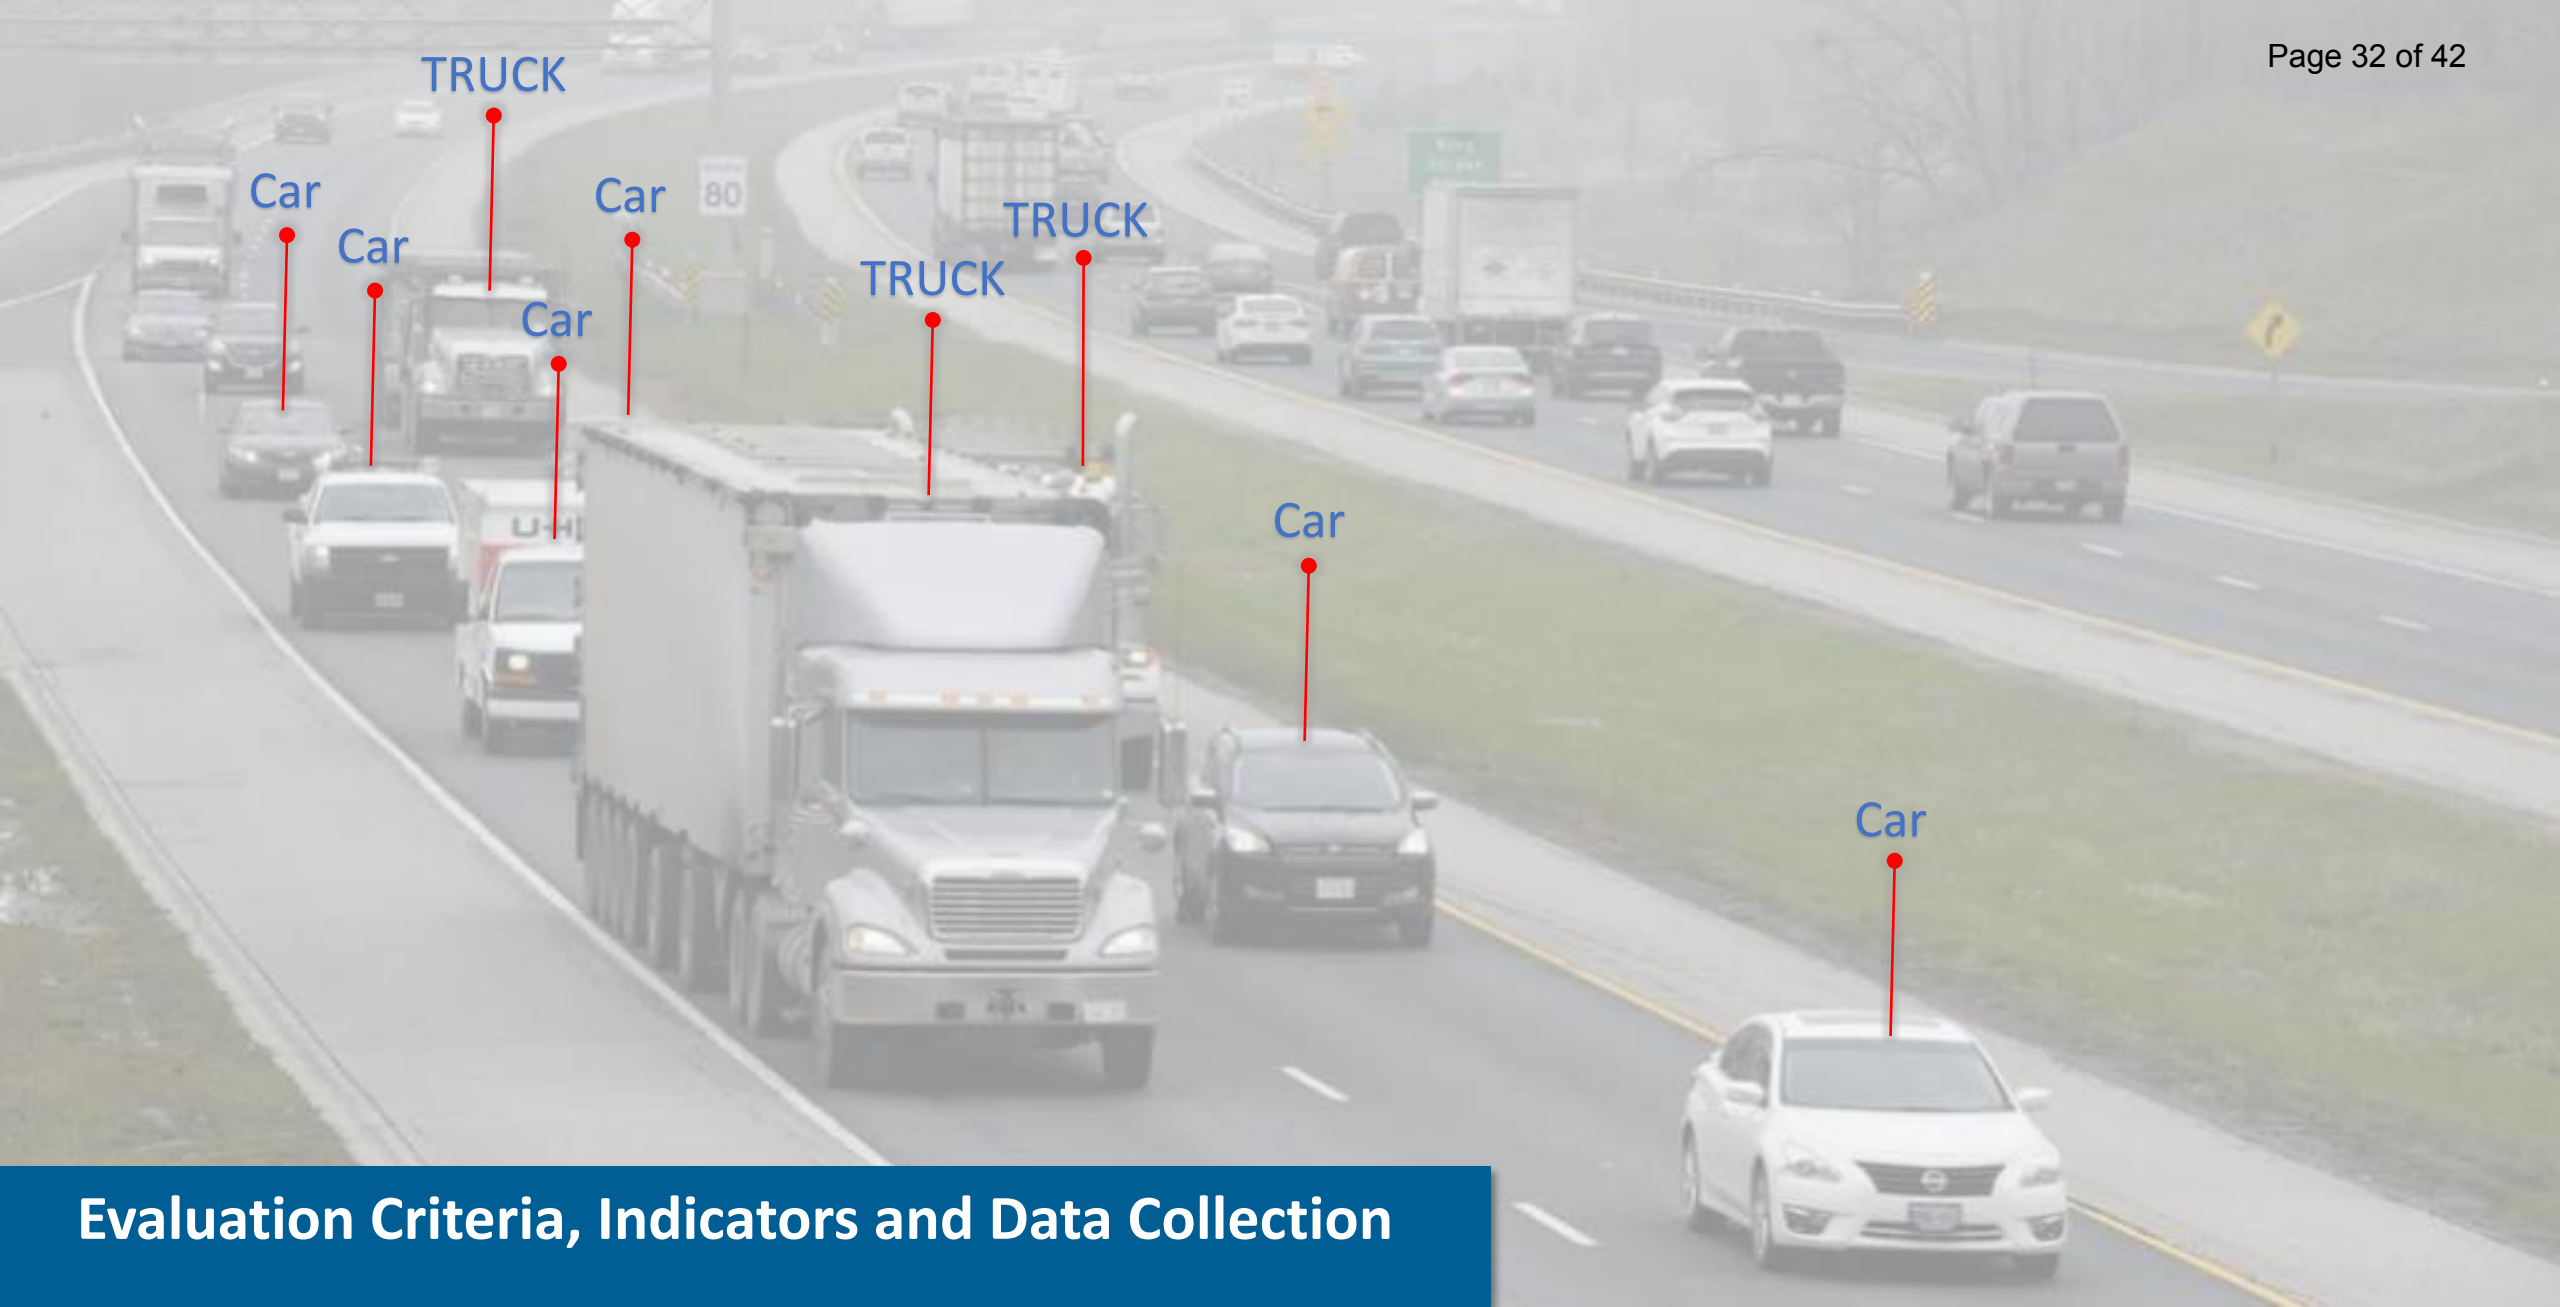 Page 32 of 42
TRUCK
Car
Car
80
TRUCK
Car
TRUCK
Car
U-H
Car
Car
Evaluation Criteria, Indicators and Data Collection